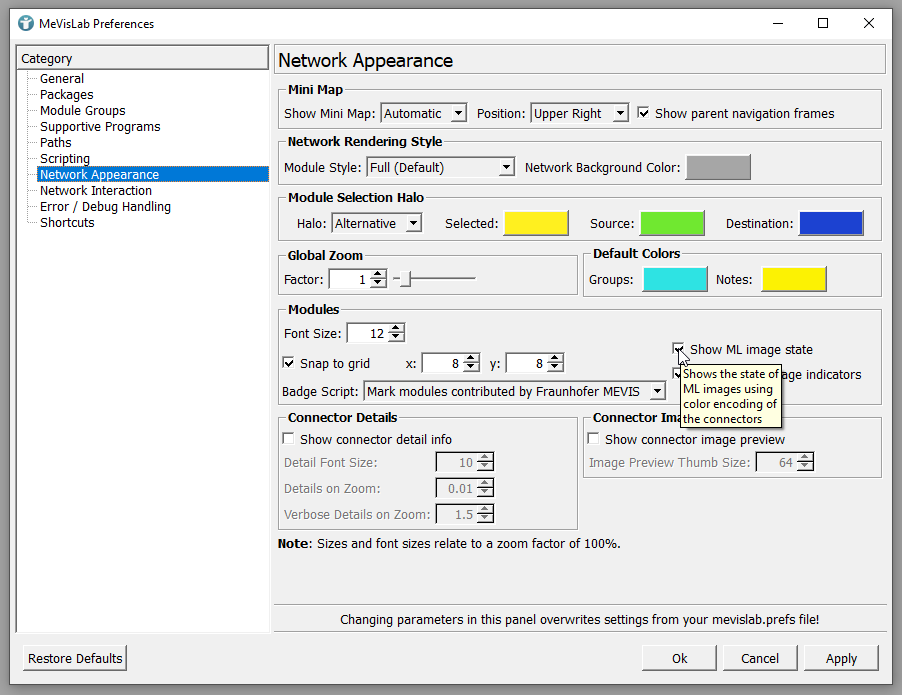 MeVisLab Preferences
Category
General
Packages
Module Groups
Supportive Programs
Paths
Scripting
Network Appearance
Network Interaction
Error / Debug Handling
Shortcuts
Network Appearance
Mini Map
Show Mini Map: Automatic Position: Upper Right Show parent navigation frames
Network Rendering Style
Module Style: Full (Default) Network Background Color:
Module Selection Halo
Halo: Alternative Selected: Source: Destination:
Global Zoom
Factor: 1
Default Colors
Groups: Notes:
Modules
Font Size: 12
Show ML image state
Snap to grid x: 8 y: 8
indicators
Shows the state of
ML images using
color encoding of
the connectors
Badge Script: Mark modules contributed by Fraunhofer MEVIS
Connector Details
Show connector detail info
Detail Font Size: 10
Details on Zoom: 0.01
Verbose Details on Zoom: 1.5
Connector
Show connector image preview
Image Preview Thumb Size: 64
Note: Sizes and font sizes relate to a zoom factor of 100%.
Changing parameters in this panel overwrites settings from your mevislab.prefs file!
Restore Defaults Ok Cancel Apply